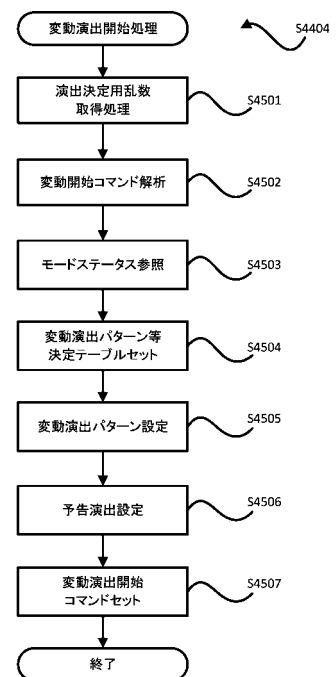 変動演出開始処理
S4404
演出決定用乱数
取得処理
S4501
変動開始コマンド解析
S4502
モードステータス参照
S4503
変動演出パターン等
決定テーブルセット
S4504
変動演出パターン設定
S4505
予告演出設定
S4506
変動演出開始
コマンドセット
S4507
終了